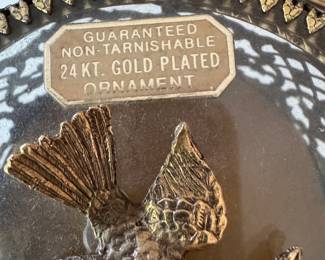 GUARANTEED
NON-TARNISHABLE
24 KT. GOLD PLATED
ORNAMENT